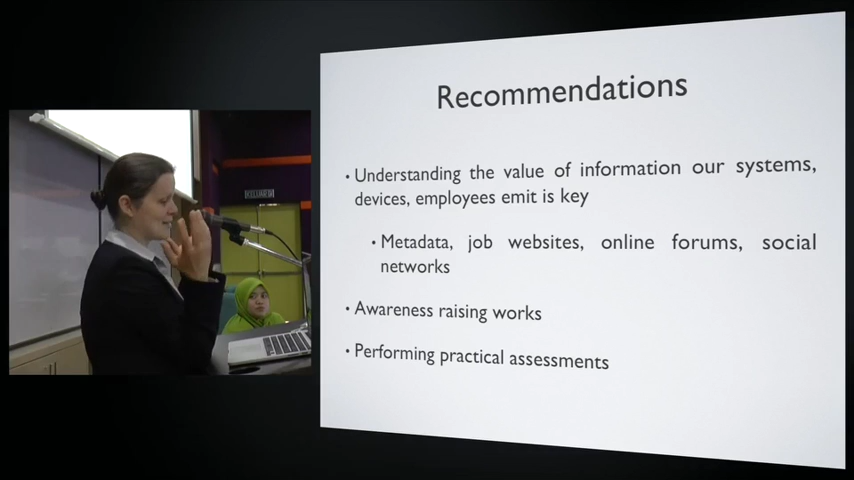 Recommendations
• Understanding the value of information our systems,
devices, employees emit is key
• Metadata, job websites, online forums, social
networks
• Awareness raising works
• Performing practical assessments